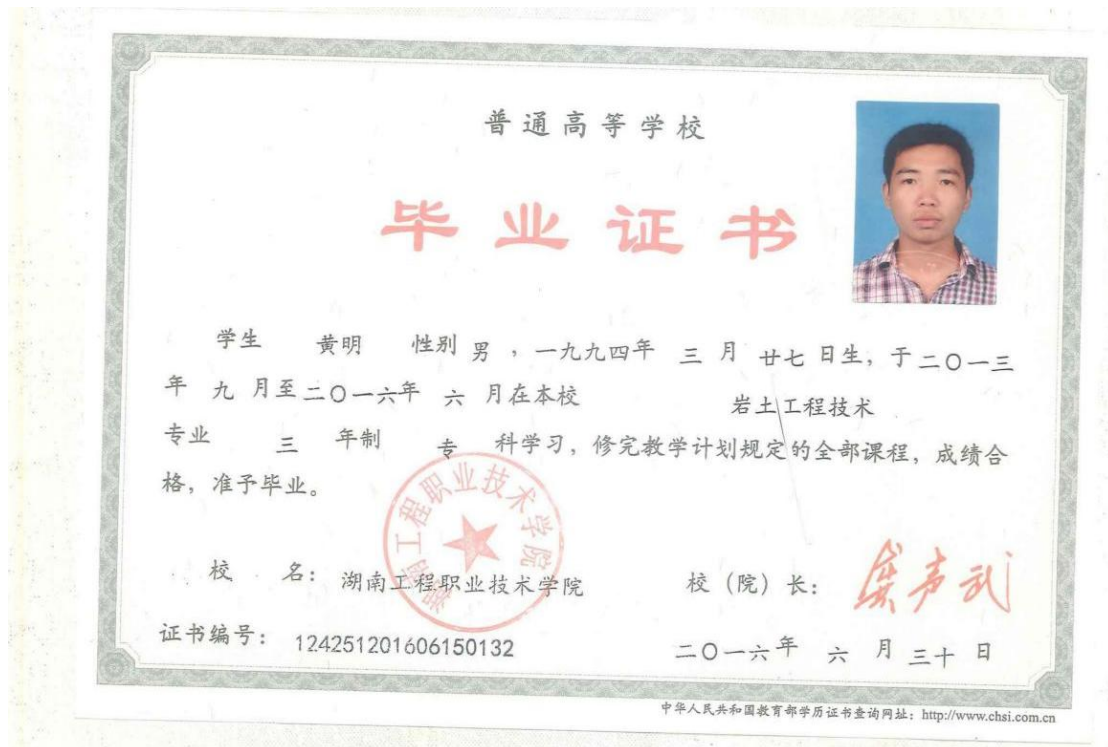 普通高等学校
毕业证书
学生 黄明 性别 男，一九九四年 三 月 廿七 日生，于二〇一三
年 九 月至二〇一六年 六 月在本校 岩土工程技术
专业 三 年制 专 科学习，修完教学计划规定的全部课程，成绩合
格，准予毕业。
湖南工程职业技术学院
校 名：湖南工程职业技术学院 校（院）长：
证书编号：124251201606150132 二〇一六年 六 月 三十 日
中华人民共和国教育部学历证书查询网址：http://www.chsi.com.cn